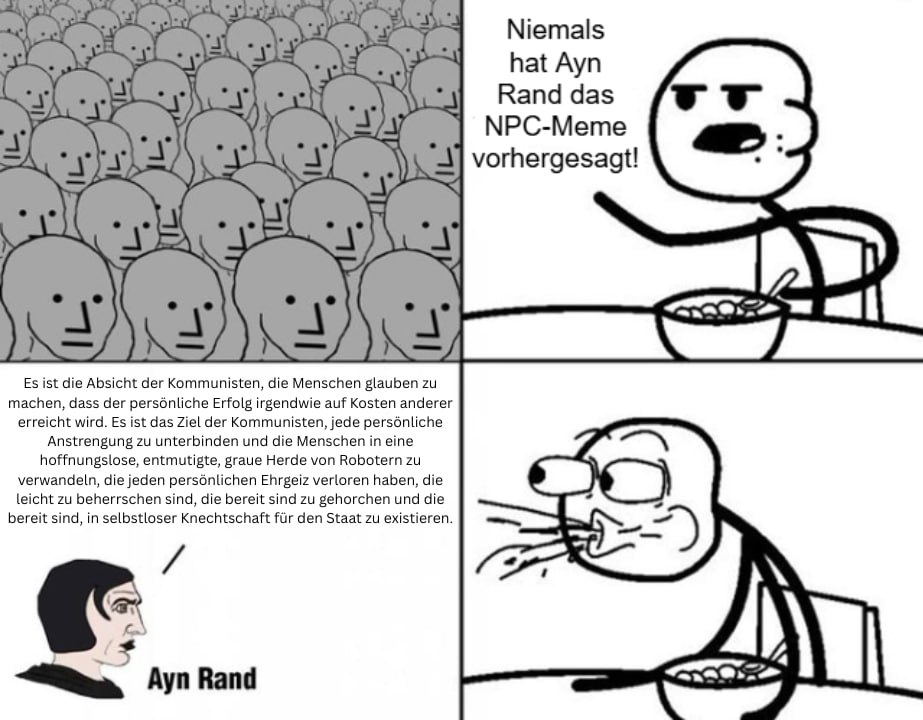 Niemals
hat Ayn
Rand das
NPC-Meme
vorhergesagt!
Es ist die Absicht der Kommunisten, die Menschen glauben zu
machen, dass der persönliche Erfolg irgendwie auf Kosten anderer
erreicht wird. Es ist das Ziel der Kommunisten, jede persönliche
Anstrengung zu unterbinden und die Menschen in eine
hoffnungslose, entmutigte, graue Herde von Robotern zu
verwandeln, die jeden persönlichen Ehrgeiz verloren haben, die
leicht zu beherrschen sind, die bereit sind zu gehorchen und die
bereit sind, in selbstloser Knechtschaft für den Staat zu existieren.
Ayn Rand